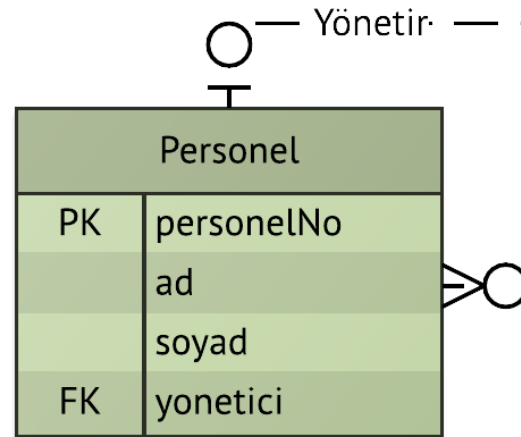 Yönetir
Personel
PK personelNo
ad
soyad
FK yonetici